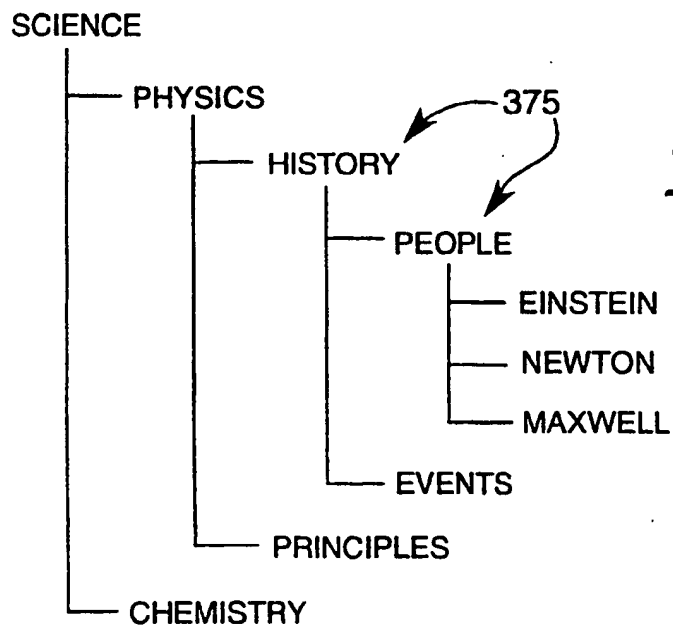 SCIENCE
PHYSICS
375
HISTORY
PEOPLE
EINSTEIN
NEWTON
MAXWELL
EVENTS
PRINCIPLES
CHEMISTRY